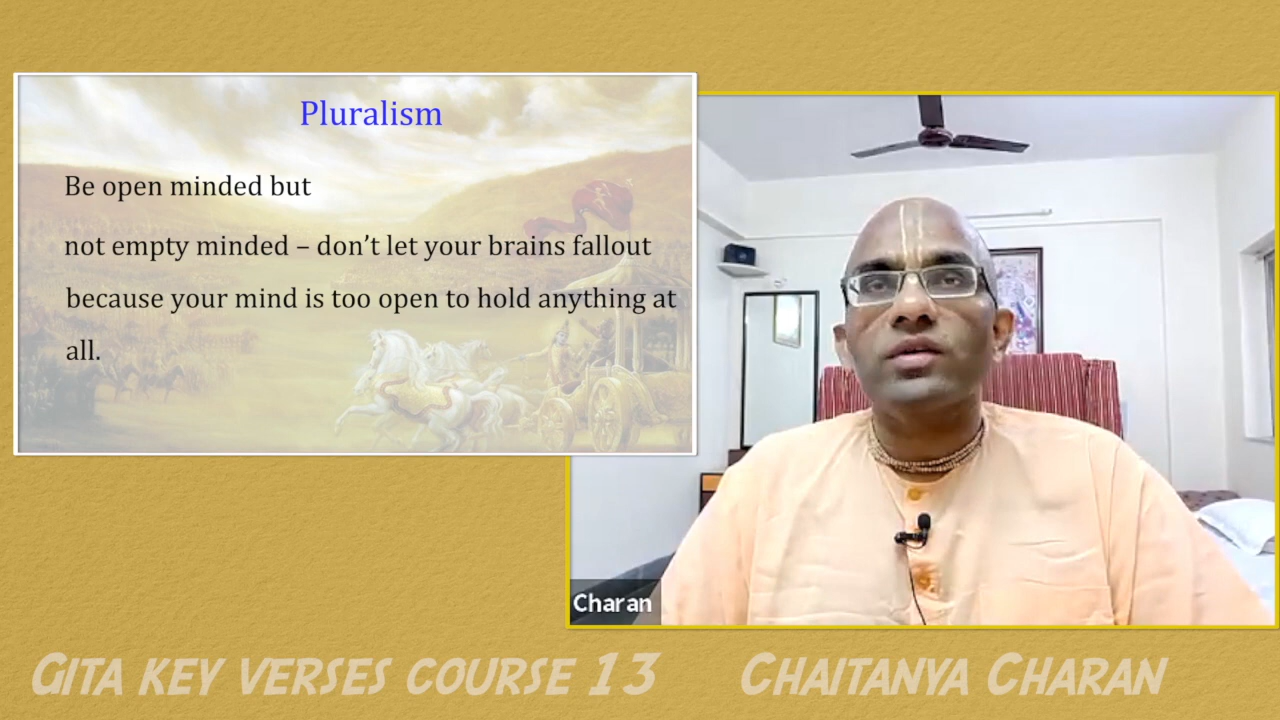 Pluralism
Be open minded but
not empty minded – don’t let your brains fallout
because your mind is too open to hold anything at
all.
Charan
GITA KEY VERSES COURSE 13
CHAITANYA CHARAN